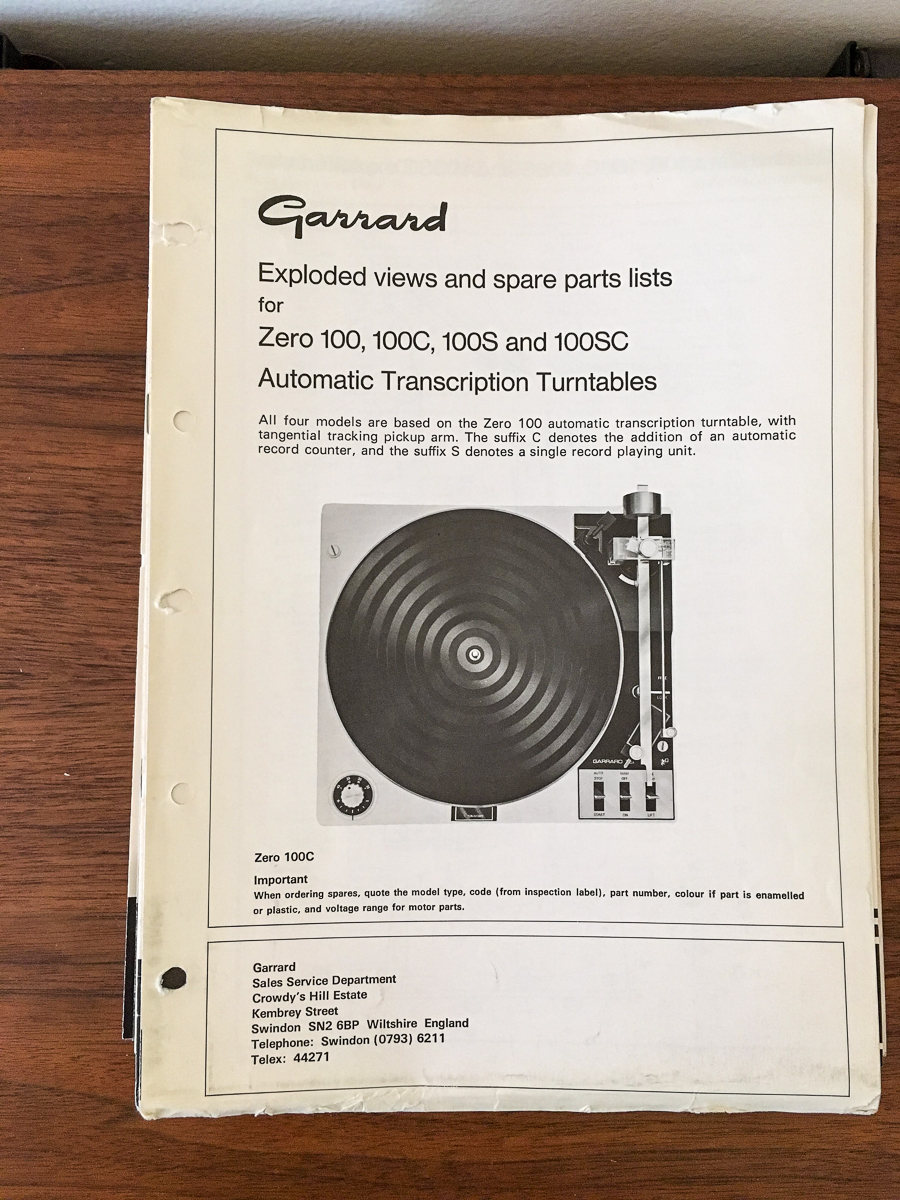 Garrard
Exploded views and spare parts lists
for
Zero 100, 100C, 100S and 100SC
Automatic Transcription Turntables
All four models are based on the Zero 100 automatic transcription turntable, with
tangential tracking pickup arm. The suffix C denotes the addition of an automatic
record counter, and the suffix S denotes a single record playing unit.
GARRARD
AUTO
STOP
START
ON
LIFT
Zero 100C
Important
When ordering spares, quote the model type, code (from inspection label), part number, colour if part is enamelled
or plastic, and voltage range for motor parts.
Garrard
Sales Service Department
Crowdy's Hill Estate
Kembrey Street
Swindon SN2 6BP Wiltshire England
Telephone: Swindon (0793) 6211
Telex: 44271